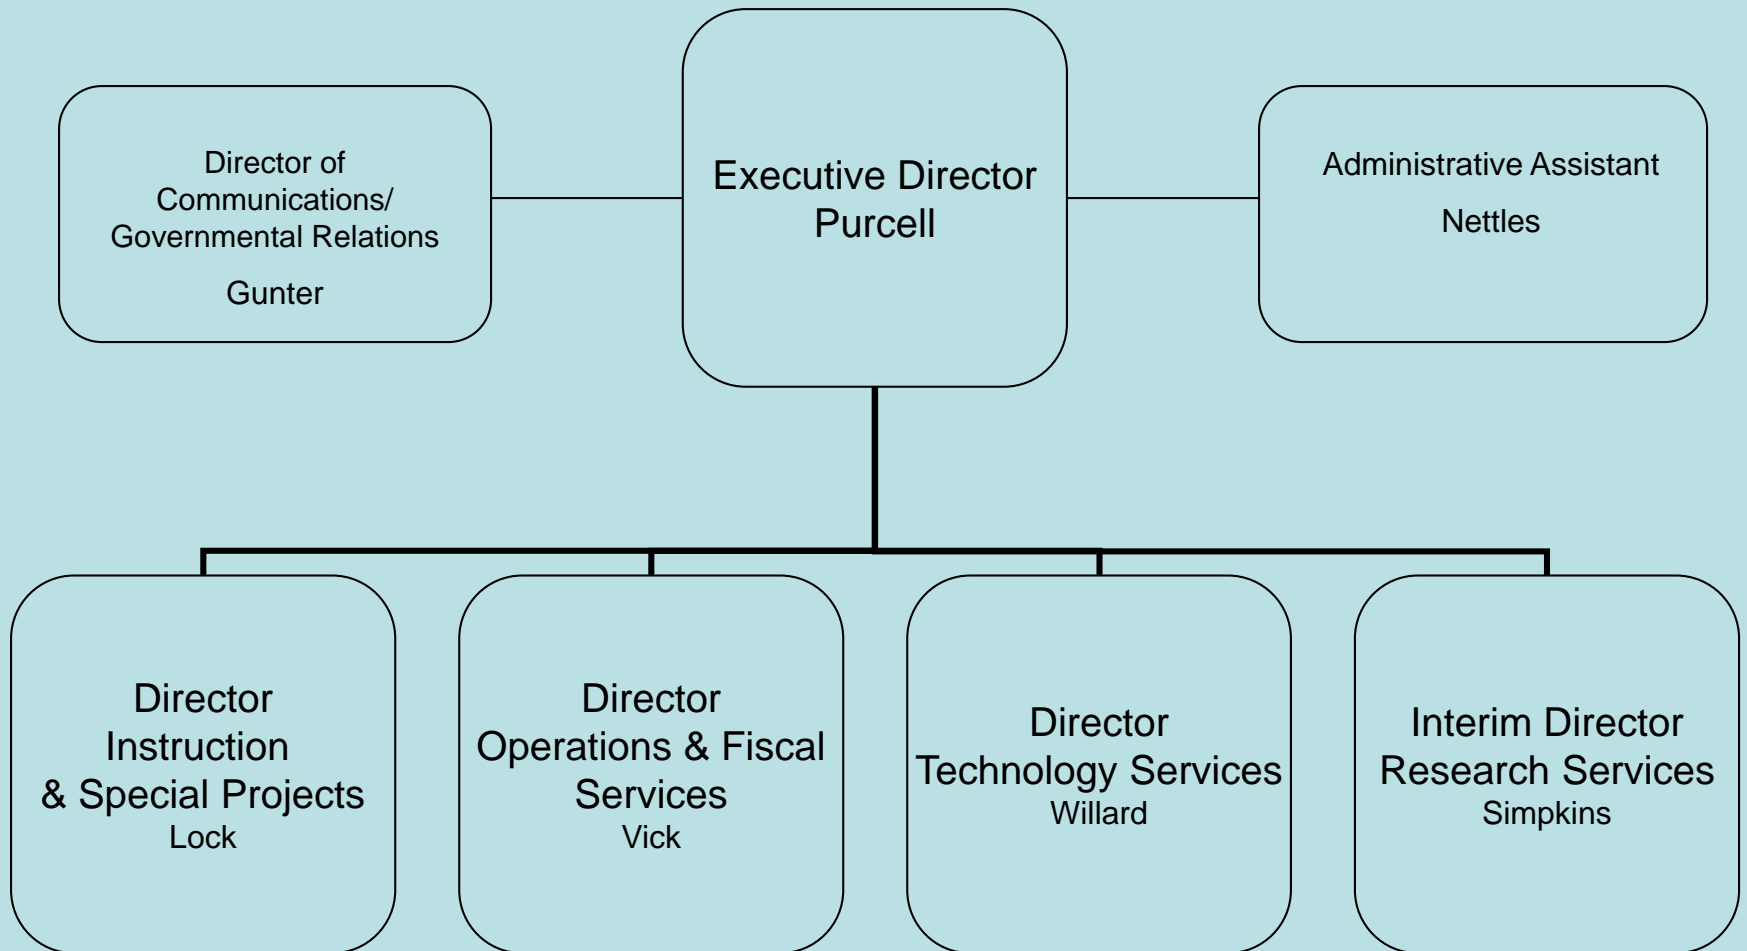 Director of
Communications/
Governmental Relations
Gunter
Executive Director
Purcell
Administrative Assistant
Nettles
Director
Instruction
& Special Projects
Lock
Director
Operations & Fiscal
Services
Vick
Director
Technology Services
Willard
Interim Director
Research Services
Simpkins